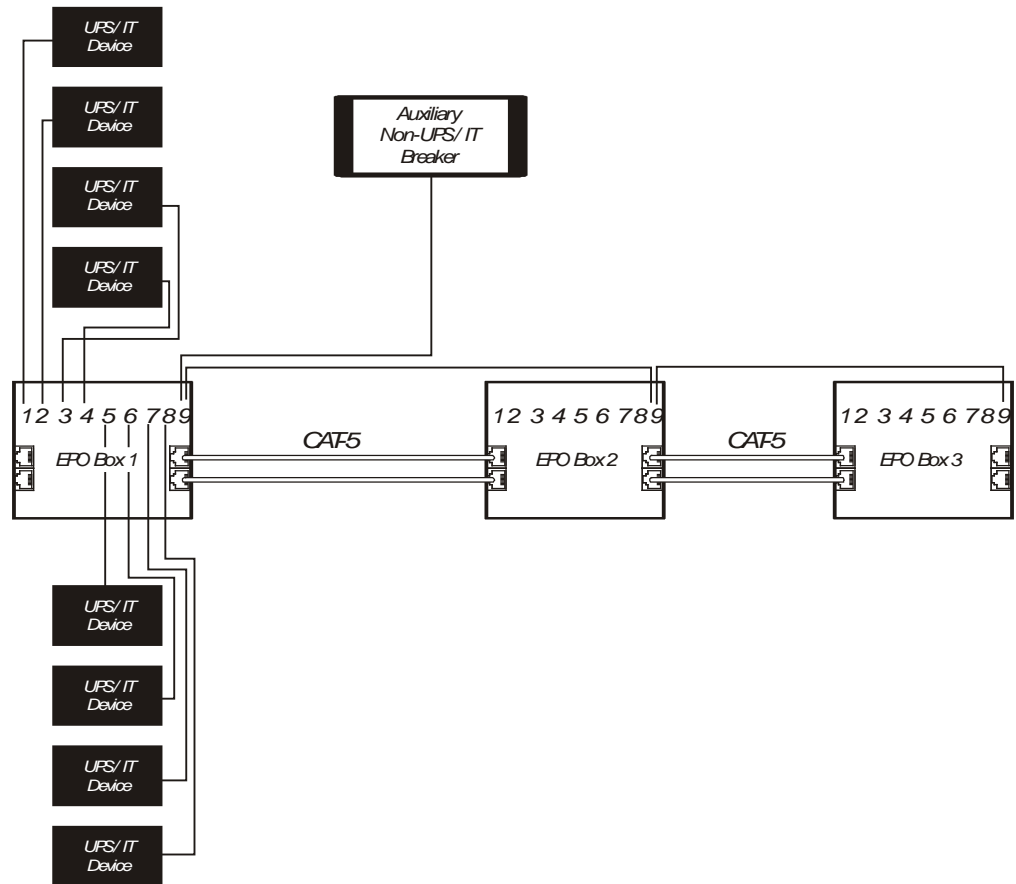 UPS/IT
Device
UPS/IT
Device
UPS/IT
Device
UPS/IT
Device
Auxiliary
Non-UPS/IT
Breaker
1 2 3 4 5 6 7 8 9
EPO Box 1
CAT-5
1 2 3 4 5 6 7 8 9
EPO Box 2
CAT-5
1 2 3 4 5 6 7 8 9
EPO Box 3
UPS/IT
Device
UPS/IT
Device
UPS/IT
Device
UPS/IT
Device